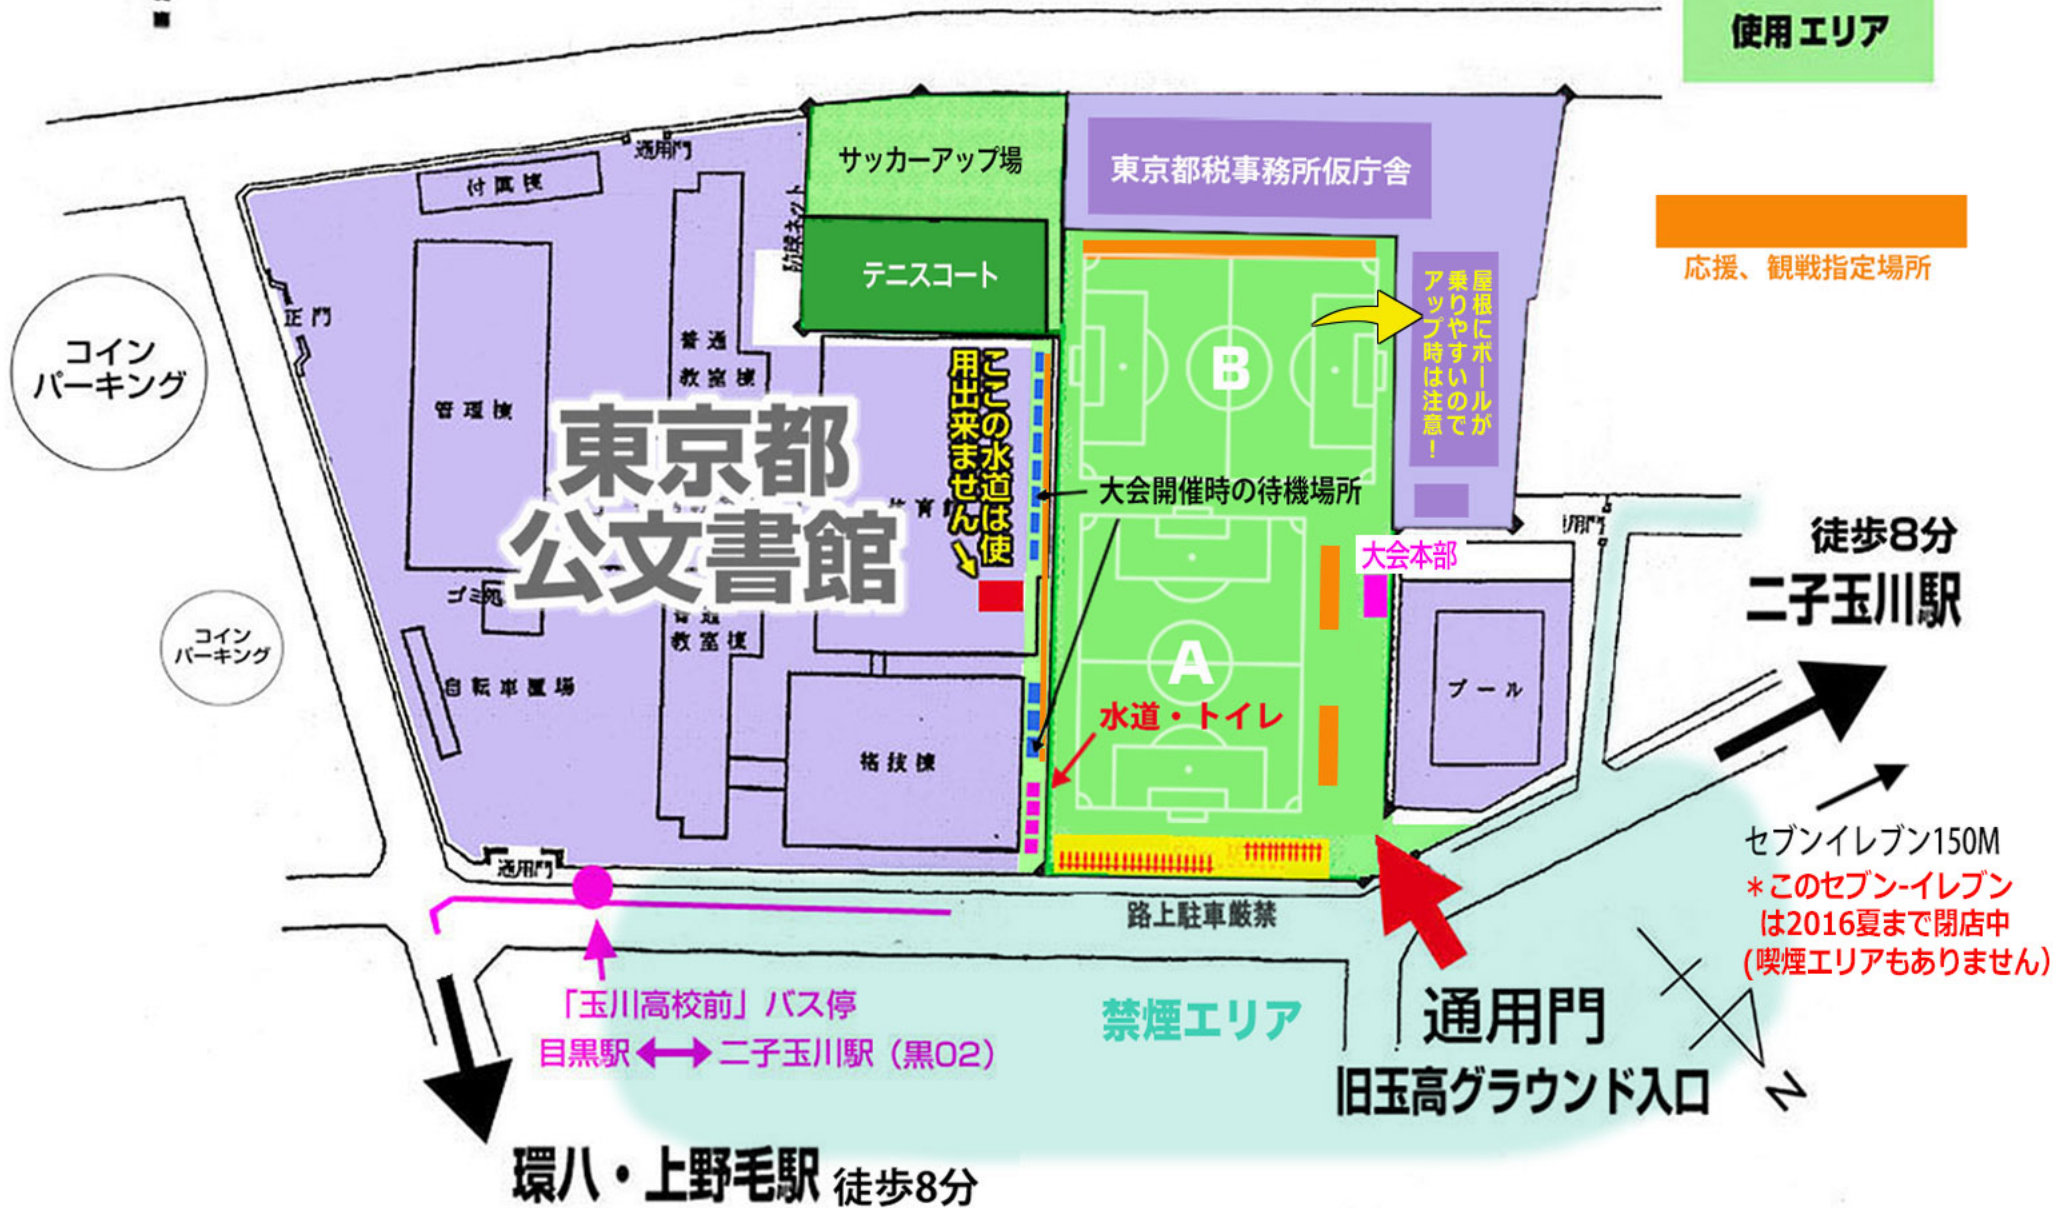 使用エリア
応援、観戦指定場所
通用門
付属棟
サッカーアップ場
東京都税事務所仮庁舎
防球ネット
テニスコート
屋根にボールが
乗りやすいので
アップ時は注意！
正門
コイン
パーキング
普通
教室棟
管理棟
東京都
公文書館
ここの水道は使
用出来ません
B
大会開催時の待機場所
大会本部
徒歩8分
二子玉川駅
コイン
パーキング
普通
教室棟
自転車置場
A
プール
水道・トイレ
格技棟
セブンイレブン150M
＊このセブン-イレブン
は2016夏まで閉店中
(喫煙エリアもありません)
通用門
路上駐車厳禁
「玉川高校前」バス停
目黒駅 ⟷ 二子玉川駅（黒02）
禁煙エリア
通用門
旧玉高グラウンド入口
N
環八・上野毛駅 徒歩8分